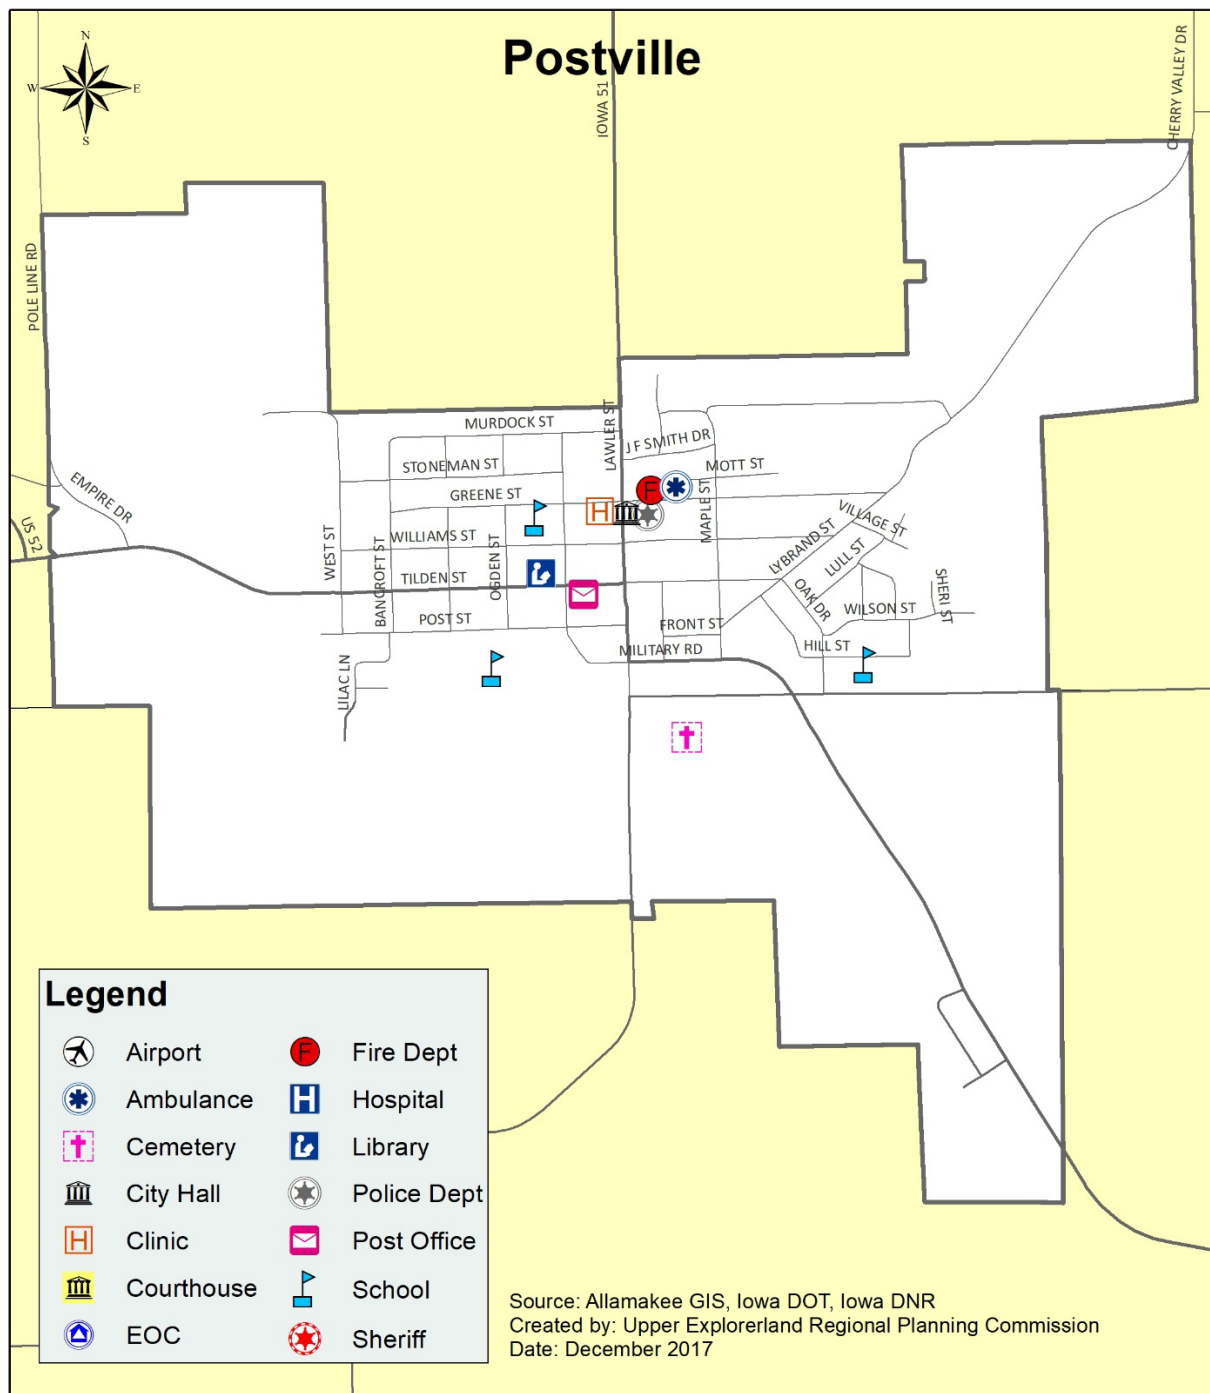 Postville
N
W
E
S
IOWA 51
CHERRY VALLEY DR
POLE LINE RD
MURDOCK ST
LAWLER ST
J F SMITH DR
STONEMAN ST
MOTT ST
EMPIRE DR
GREENE ST
F
H
MAPLE ST
VILLAGE ST
US 52
WEST ST
BANCROFT ST
WILLIAMS ST
OGDEN ST
LYBRAND ST
LULL ST
TILDEN ST
OAK DR
SHERI ST
WILSON ST
POST ST
FRONT ST
HILL ST
MILITARY RD
LILAC LN
Legend
Airport
Ambulance
Cemetery
City Hall
H Clinic
Courthouse
EOC
F Fire Dept
H Hospital
Library
Police Dept
Post Office
School
Sheriff
Source: Allamakee GIS, Iowa DOT, Iowa DNR
Created by: Upper Explorerland Regional Planning Commission
Date: December 2017